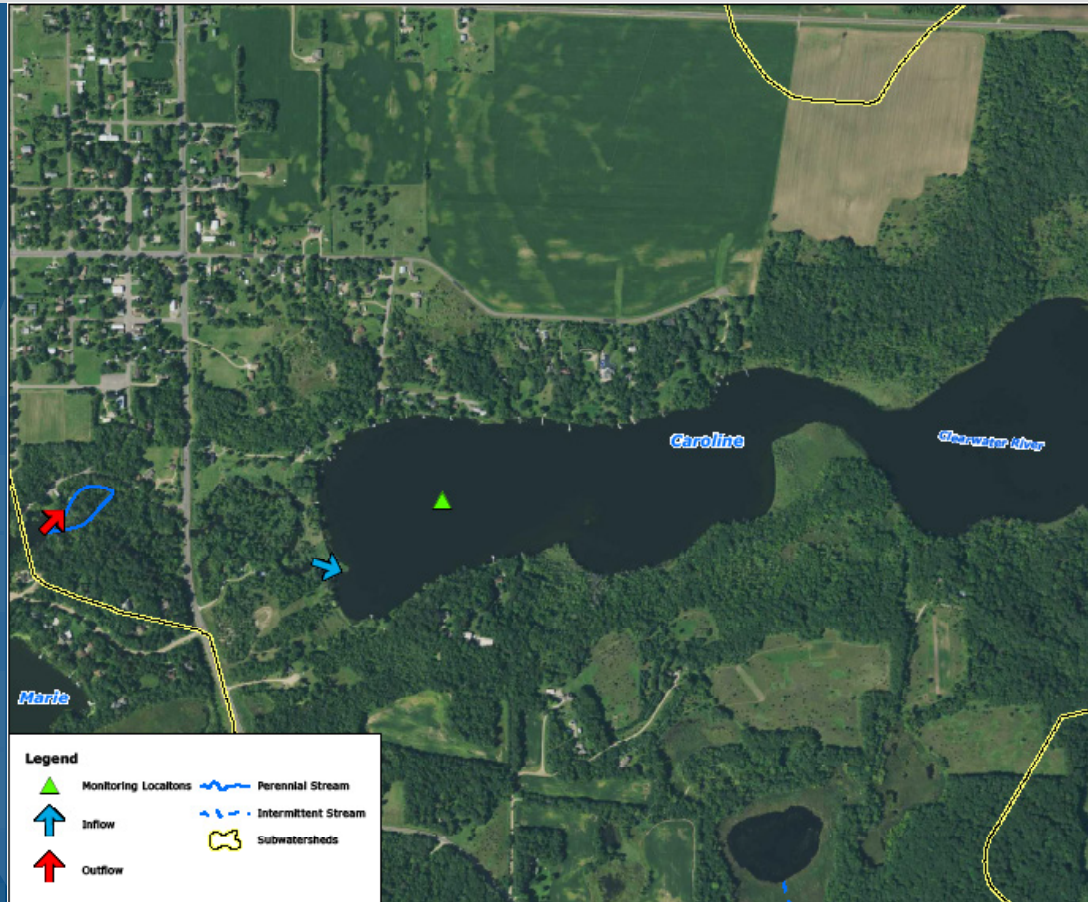 Caroline
Clearwater River
Marie
Legend
Monitoring Locaitons
Perennial Stream
Inflow
Intermittent Stream
Subwatersheds
Outflow